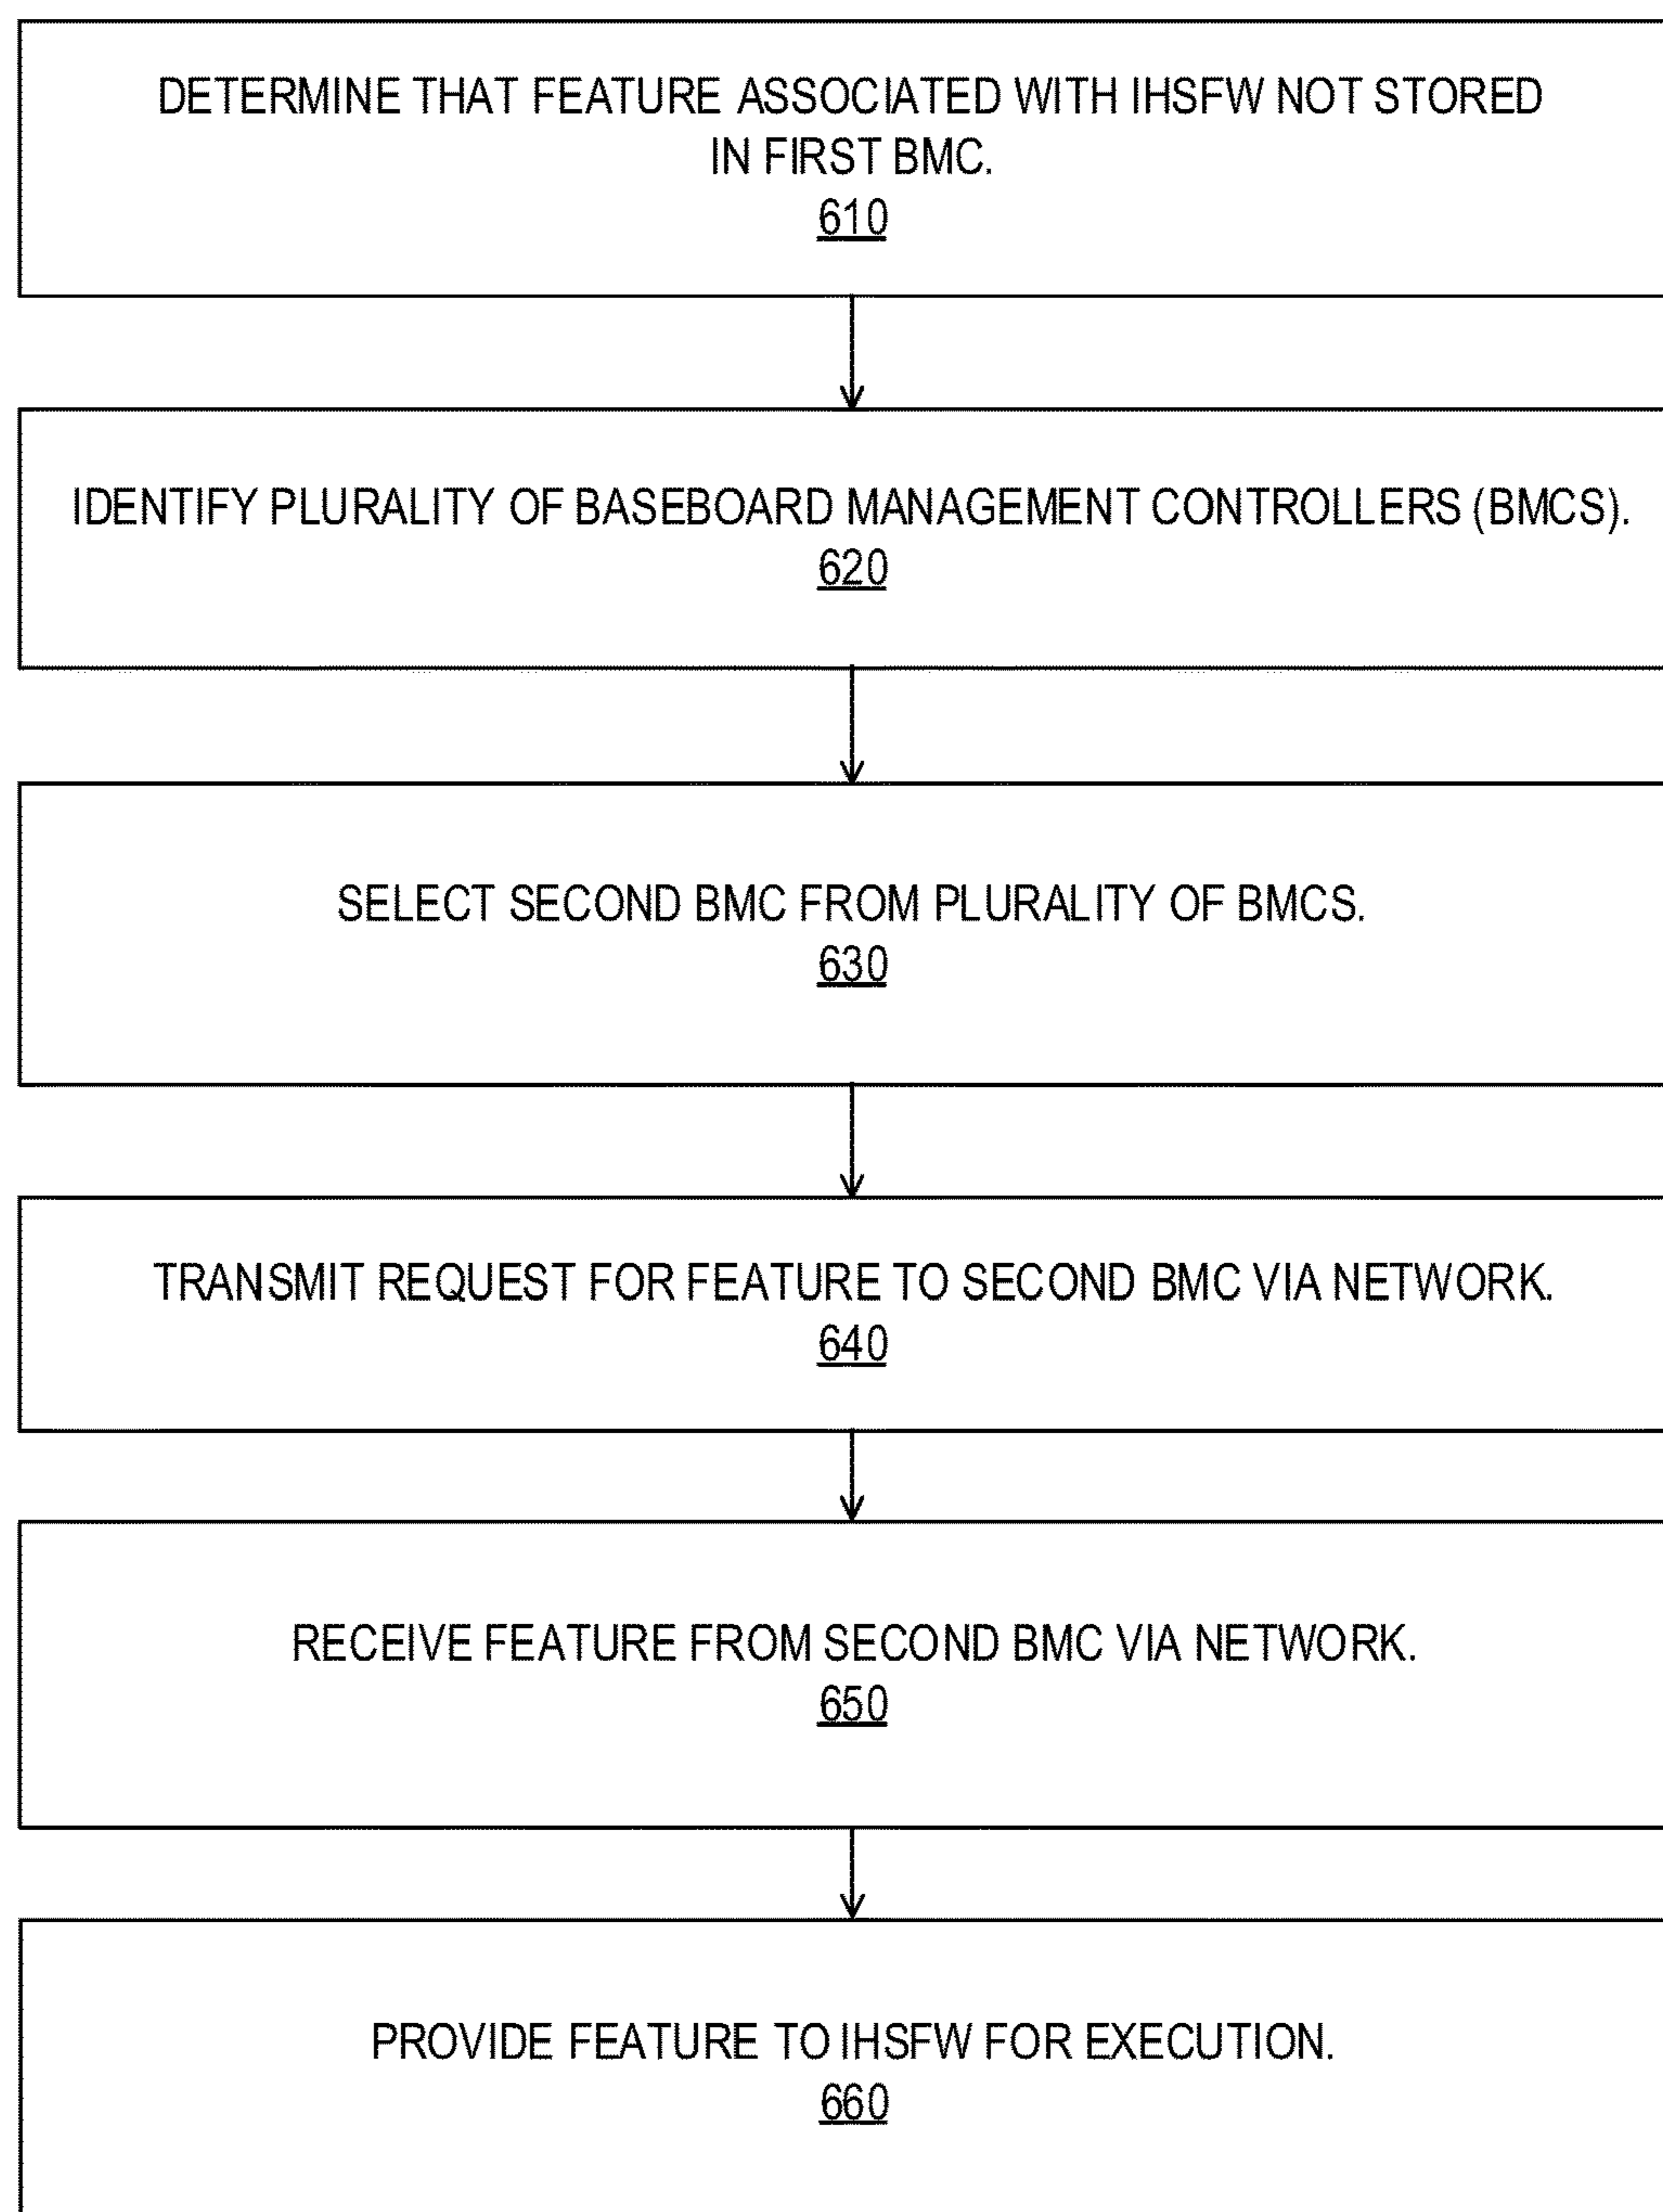 DETERMINE THAT FEATURE ASSOCIATED WITH IHSFW NOT STORED
IN FIRST BMC.
610
IDENTIFY PLURALITY OF BASEBOARD MANAGEMENT CONTROLLERS (BMCS).
620
SELECT SECOND BMC FROM PLURALITY OF BMCS.
630
TRANSMIT REQUEST FOR FEATURE TO SECOND BMC VIA NETWORK.
640
RECEIVE FEATURE FROM SECOND BMC VIA NETWORK.
650
PROVIDE FEATURE TO IHSFW FOR EXECUTION.
660